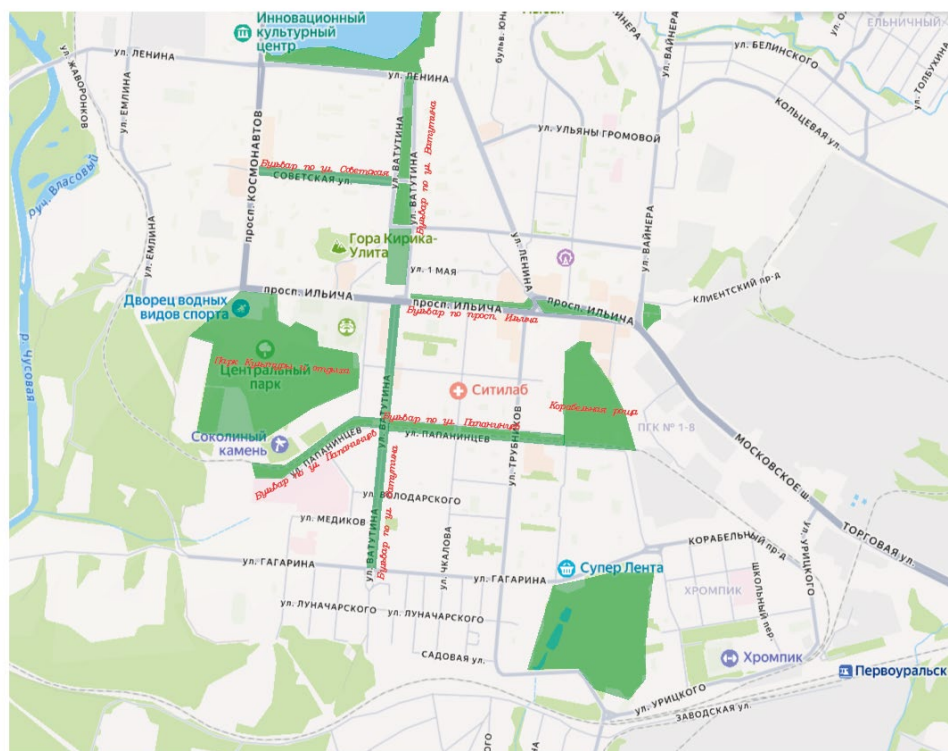 Инновационный
культурный
центр
ул. ЛЕНИНА
ул. ЖАВОРОНКОВ
ул. ЕМЛИНА
просп. КОСМОНАВТОВ
руч. Власовый
ул. ЛЕНИНА
ул. ВАЙНЕРА
ул. БЕЛИНСКОГО
ЕЛЬНИЧНЫЙ
ул. ТОЛБУХИНА
КОЛЬЦЕВАЯ ул.
ул. УЛЬЯНЫ ГРОМОВОЙ
Бульвар по ул. Советская
СОВЕТСКАЯ ул.
ул. ВАТУТИНА
ул. ВАТУТИНА
Бульвар по ул. Ватутина
ул. ЕМЛИНА
Гора Кирика-
Улита
ул. 1 МАЯ
ул. ЛЕНИНА
ул. ВАЙНЕРА
КЛИЕНТСКИЙ пр-д
просп. ИЛЬИЧА
просп. ИЛЬИЧА
просп. ИЛЬИЧА
Бульвар по просп. Ильича
Дворец водных
видов спорта
р. Чусовая
Парк Культуры и отдыха
Центральный
парк
Ситилаб
ул. ВАТУТИНА
Корабельная роща
ПГК № 1-8
Бульвар по ул. Папанинцев
ул. ПАПАНИНЦЕВ
Соколиный
камень
ул. ПАПАНИНЦЕВ
Бульвар по ул. Папанинцев
ул. ТРУБНИКОВ
МОСКОВСКОЕ ш.
ул. ВОЛОДАРСКОГО
ул. МЕДИКОВ
ул. ВАТУТИНА
Бульвар по ул. Ватутина
ул. ЧКАЛОВА
ТОРГОВАЯ ул.
КОРАБЕЛЬНЫЙ пр-д
ул. УРИЦКОГО
ул. ГАГАРИНА
ул. ГАГАРИНА
Супер Лента
ХРОМПИК
ШКОЛЬНЫЙ пер.
ул. ЛУНАЧАРСКОГО
ул. ЛУНАЧАРСКОГО
САДОВАЯ ул.
Хромпик
Первоуральск
ул. УРИЦКОГО
ЗАВОДСКАЯ ул.